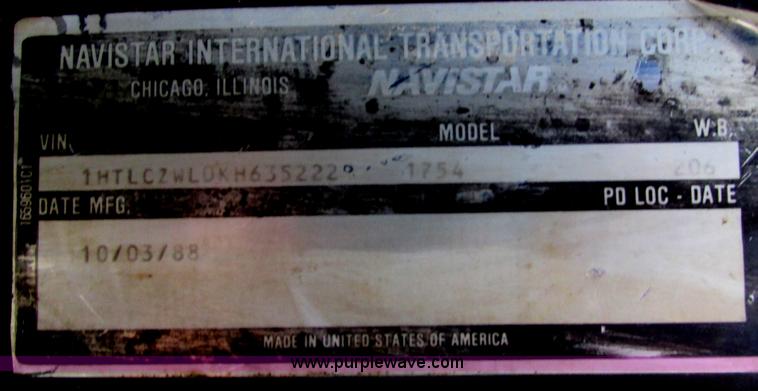 NAVISTAR INTERNATIONAL TRANSPORTATION CORP.
CHICAGO, ILLINOIS NAVISTAR
VIN. MODEL W.B.
1HTLCZWL0KH635222 1754 206
DATE MFG. PD LOC - DATE
10/03/88
MADE IN UNITED STATES OF AMERICA
1659601C1
www.purplewave.com